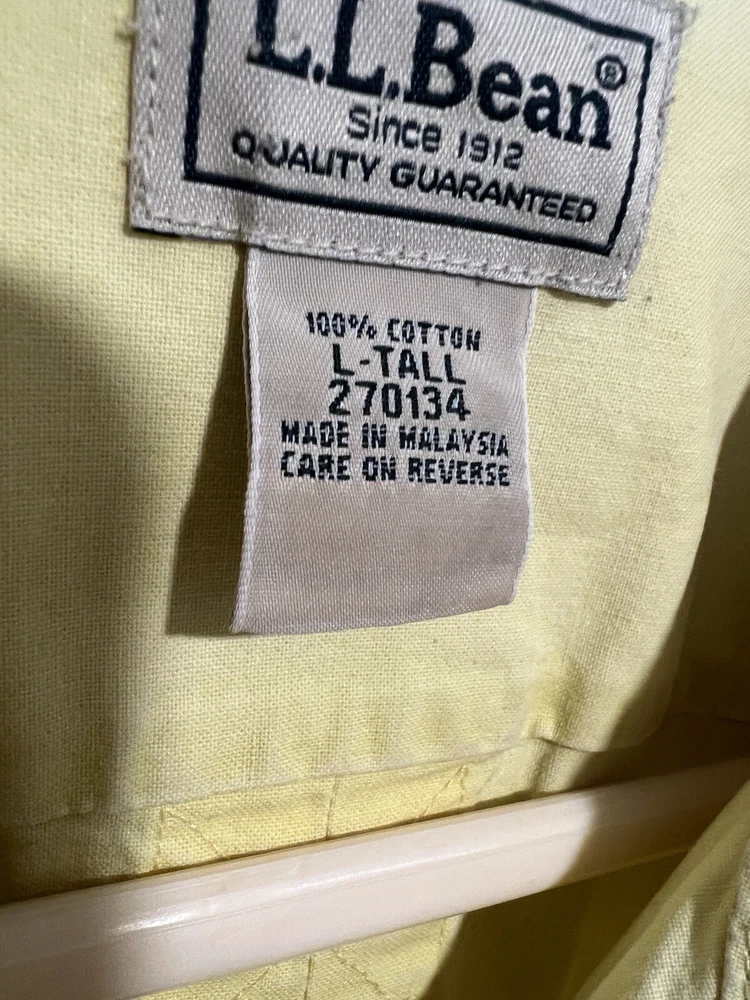 L.L.Bean®
Since 1912
QUALITY GUARANTEED
100% COTTON
L-TALL
270134
MADE IN MALAYSIA
CARE ON REVERSE